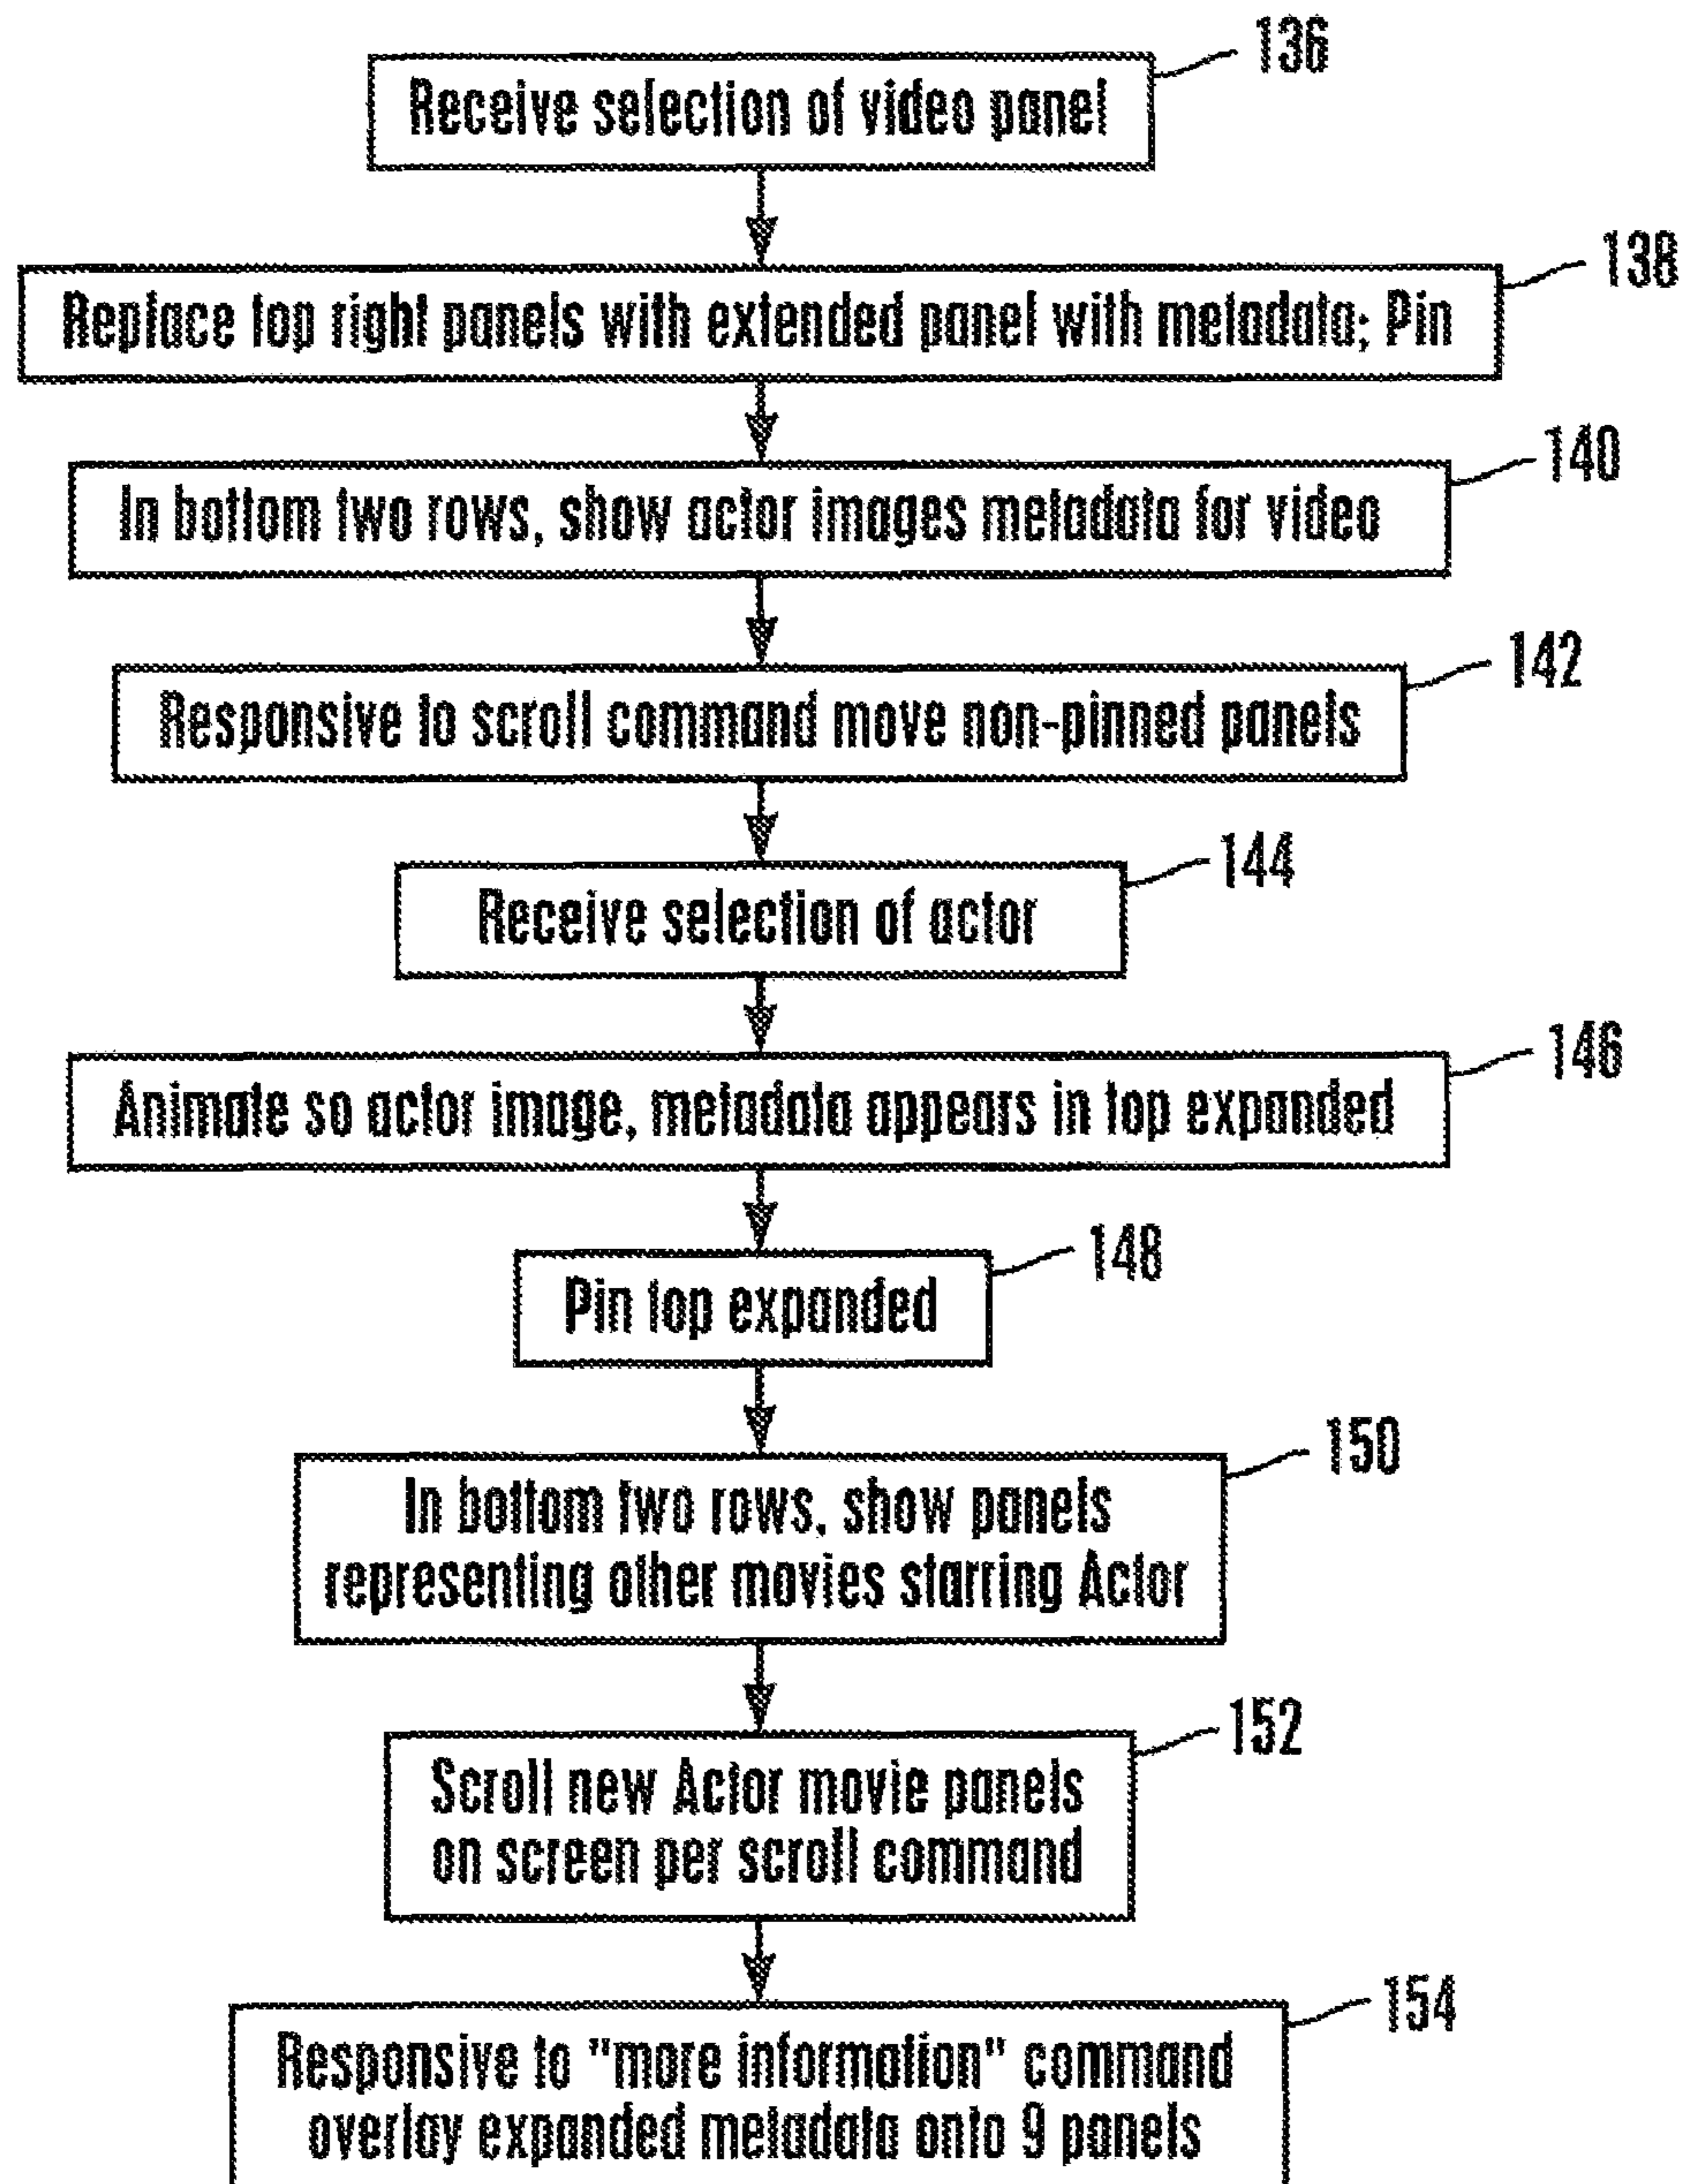 136
Receive selection of video panel
138
Replace top right panels with extended panel with metadata; Pin
140
In bottom two rows, show actor images metadata for video
142
Responsive to scroll command move non-pinned panels
144
Receive selection of actor
146
Animate so actor image, metadata appears in top expanded
148
Pin top expanded
150
In bottom two rows, show panels
representing other movies starring Actor
152
Scroll new Actor movie panels
on screen per scroll command
154
Responsive to "more information" command
overlay expanded metadata onto 9 panels